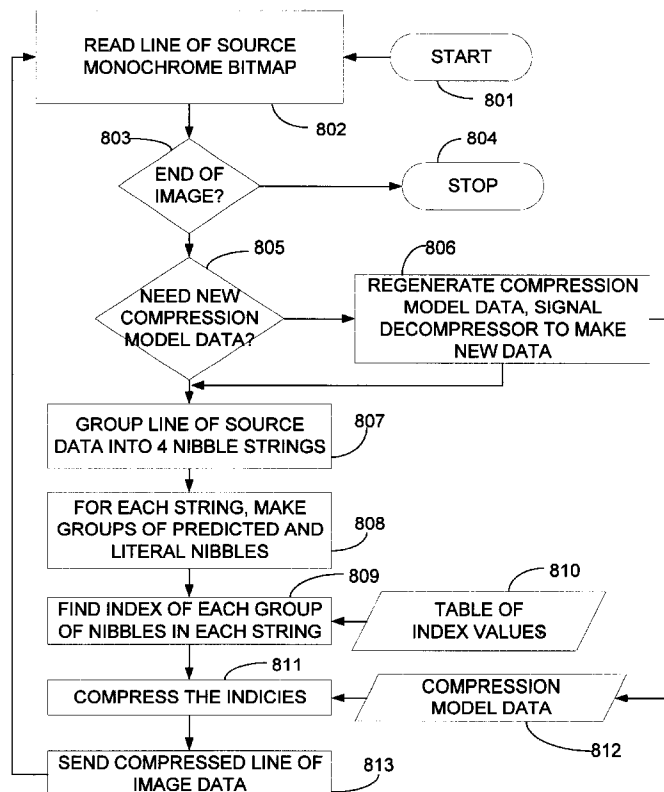 READ LINE OF SOURCE
MONOCHROME BITMAP
START
801
802
803
END OF
IMAGE?
804
STOP
805
NEED NEW
COMPRESSION
MODEL DATA?
806
REGENERATE COMPRESSION
MODEL DATA, SIGNAL
DECOMPRESSOR TO MAKE
NEW DATA
GROUP LINE OF SOURCE
DATA INTO 4 NIBBLE STRINGS
807
FOR EACH STRING, MAKE
GROUPS OF PREDICTED AND
LITERAL NIBBLES
808
809
FIND INDEX OF EACH GROUP
OF NIBBLES IN EACH STRING
810
TABLE OF
INDEX VALUES
811
COMPRESS THE INDICIES
COMPRESSION
MODEL DATA
812
SEND COMPRESSED LINE OF
IMAGE DATA
813